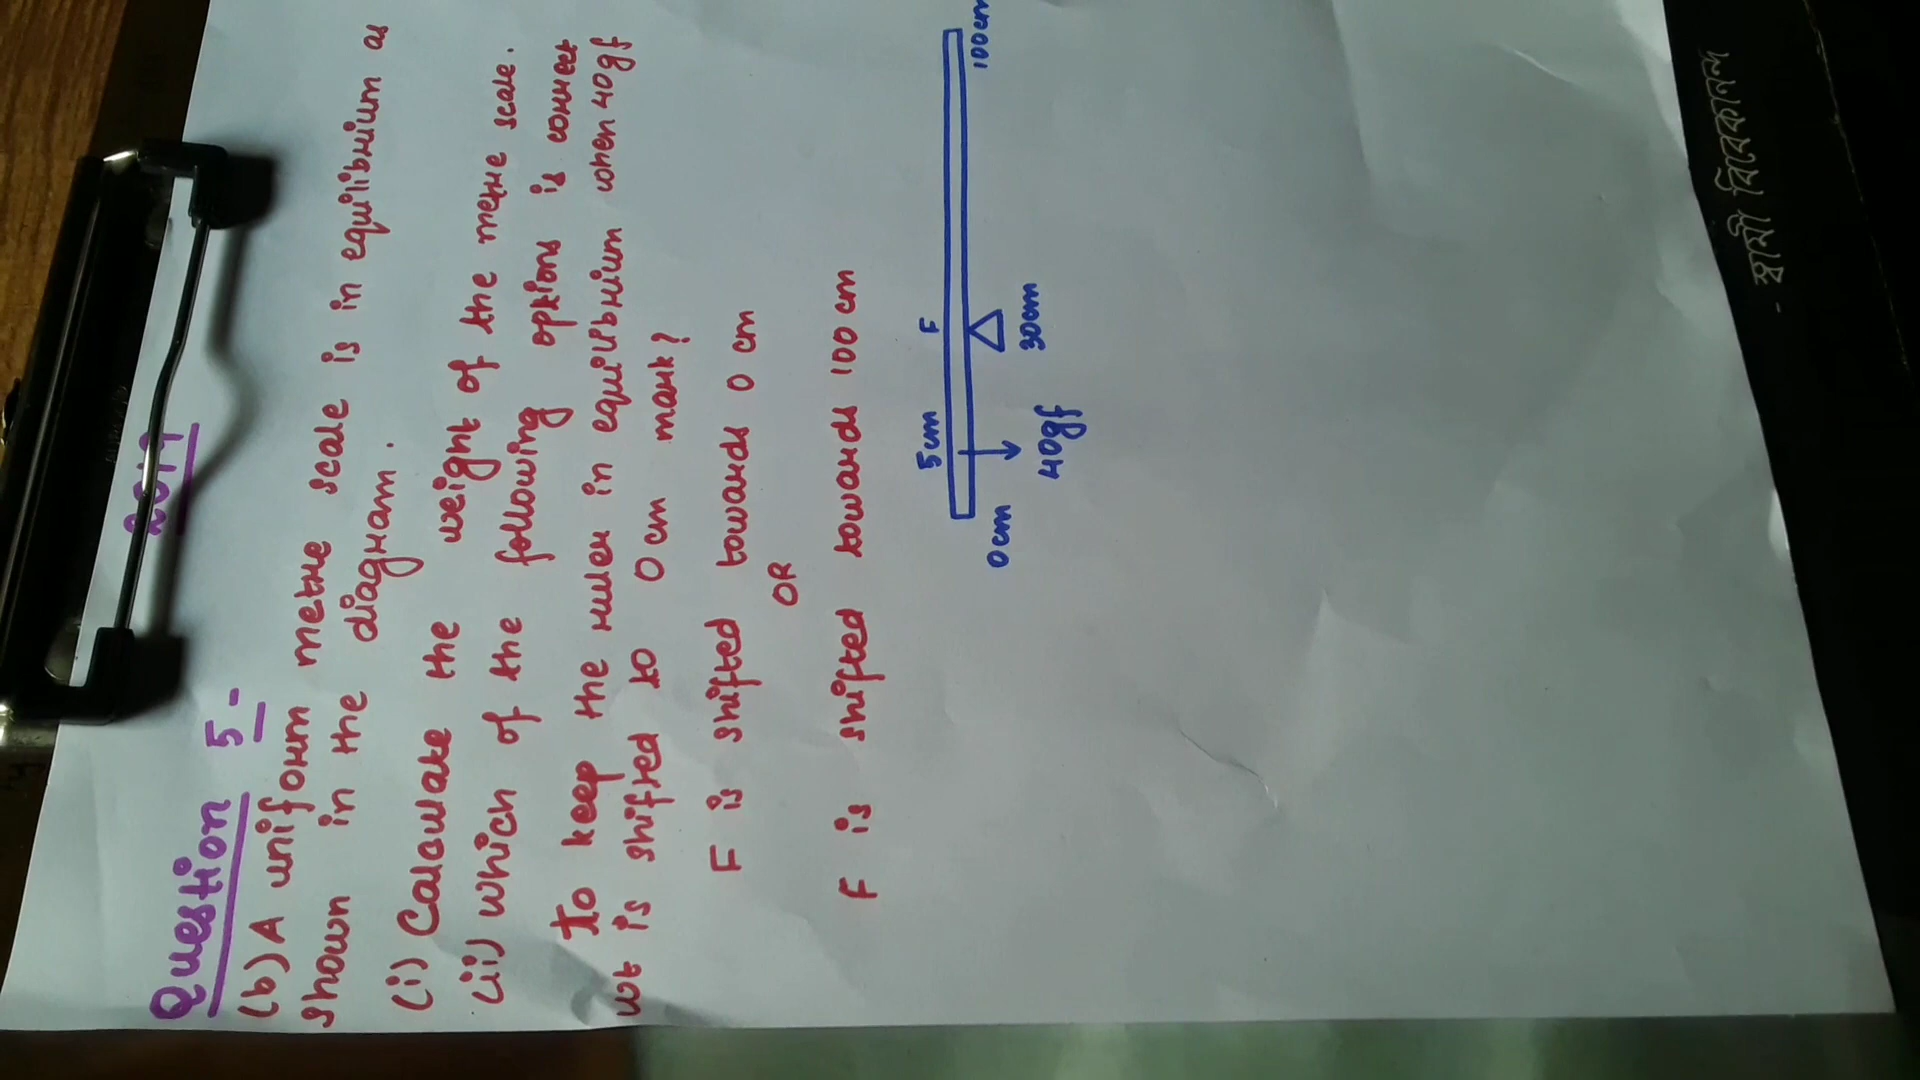 2017
Question 5-
(b) A uniform metre scale is in equilibrium as
shown in the diagram.
(i) Calculate the weight of the metre scale.
(ii) which of the following options is correct
to keep the ruler in equilibrium when 40gf
wt is shifted to 0 cm mark?
F is shifted towards 0 cm
OR
F is shifted towards 100 cm
5cm F
0cm 100cm
40gf 30cm
- স্বামী বিবেকানন্দ